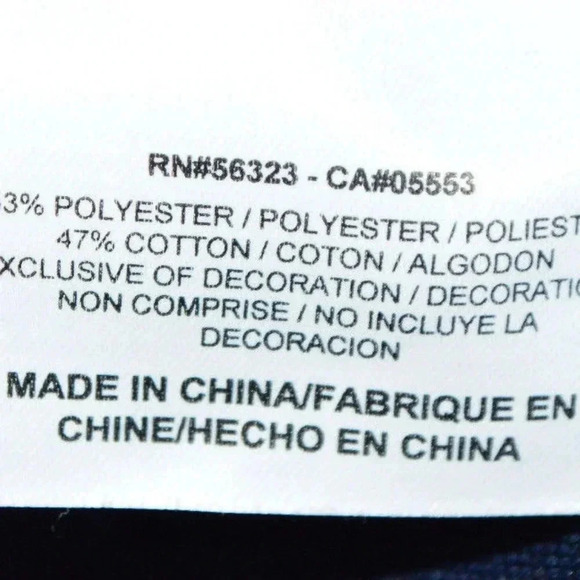 RN#56323 - CA#05553
3% POLYESTER / POLYESTER / POLIEST
47% COTTON / COTON / ALGODON
XCLUSIVE OF DECORATION / DECORATIO
NON COMPRISE / NO INCLUYE LA
DECORACION
MADE IN CHINA/FABRIQUE EN
CHINE/HECHO EN CHINA